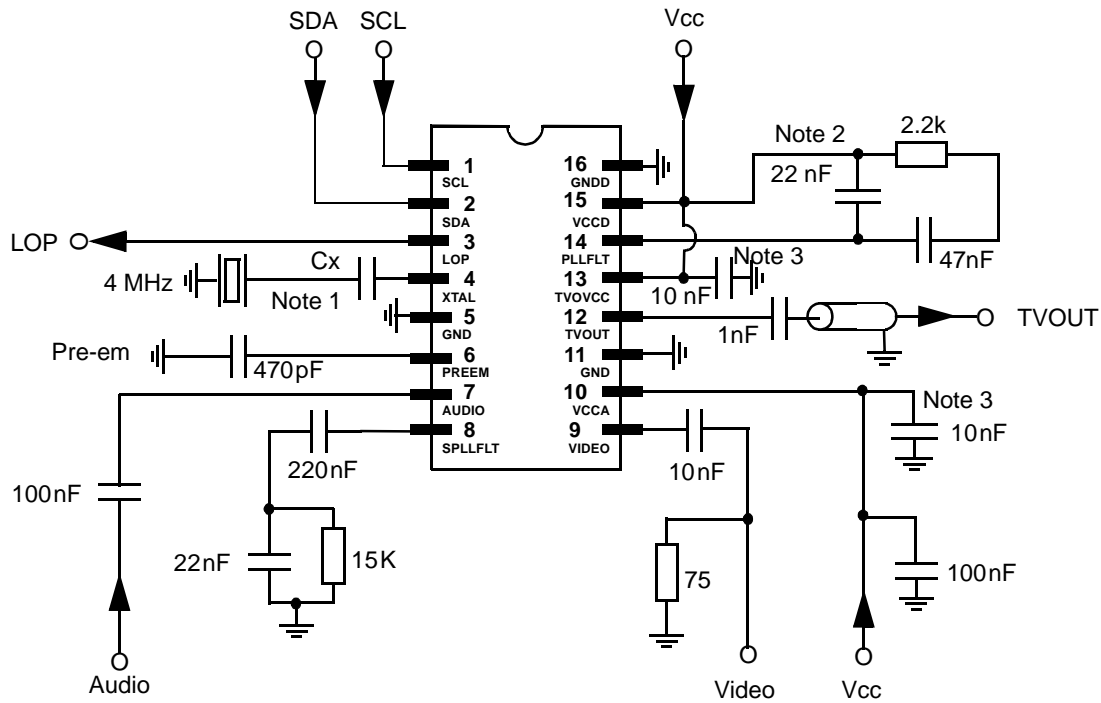 SDA SCL Vcc
Note 2 2.2k
1 16
SCL GNDD 22 nF
2 15
SDA VCCD
LOP 3 14 47nF
LOP PLLFLT Note 3
4 MHz Cx 4 13 10 nF
Note 1 XTAL TVOVCC
5 12 1nF TVOUT
GND TVOUT
Pre-em 6 11
470pF PREEM GND
7 10 Note 3
AUDIO VCCA 10nF
8 9
SPLLFLT VIDEO
220nF 10nF
100nF
22nF 15K 75 100nF
Audio Video Vcc